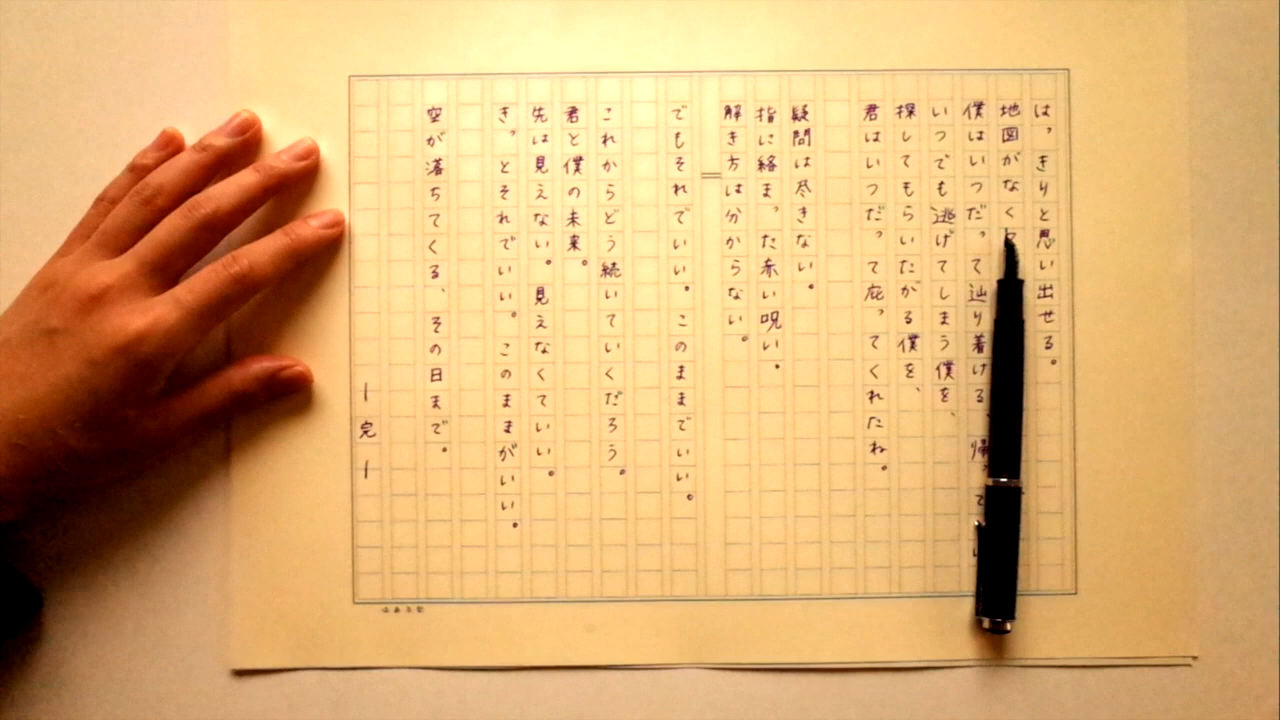 はっきりと思い出せる。
地図がなく
僕はいつだって辿り着ける、帰って
いつでも逃げてしまう僕を、
探してもらいたがる僕を、
君はいつだって庇ってくれたね。
疑問は尽きない。
指に絡まった赤い呪い。
解き方は分からない。
でもそれでいい。このままでいい。
これからどう続いていくだろう。
君と僕の未来。
先は見えない。見えなくていい。
きっとそれでいい。このままがいい。
空が落ちてくる、その日まで。
ー完ー